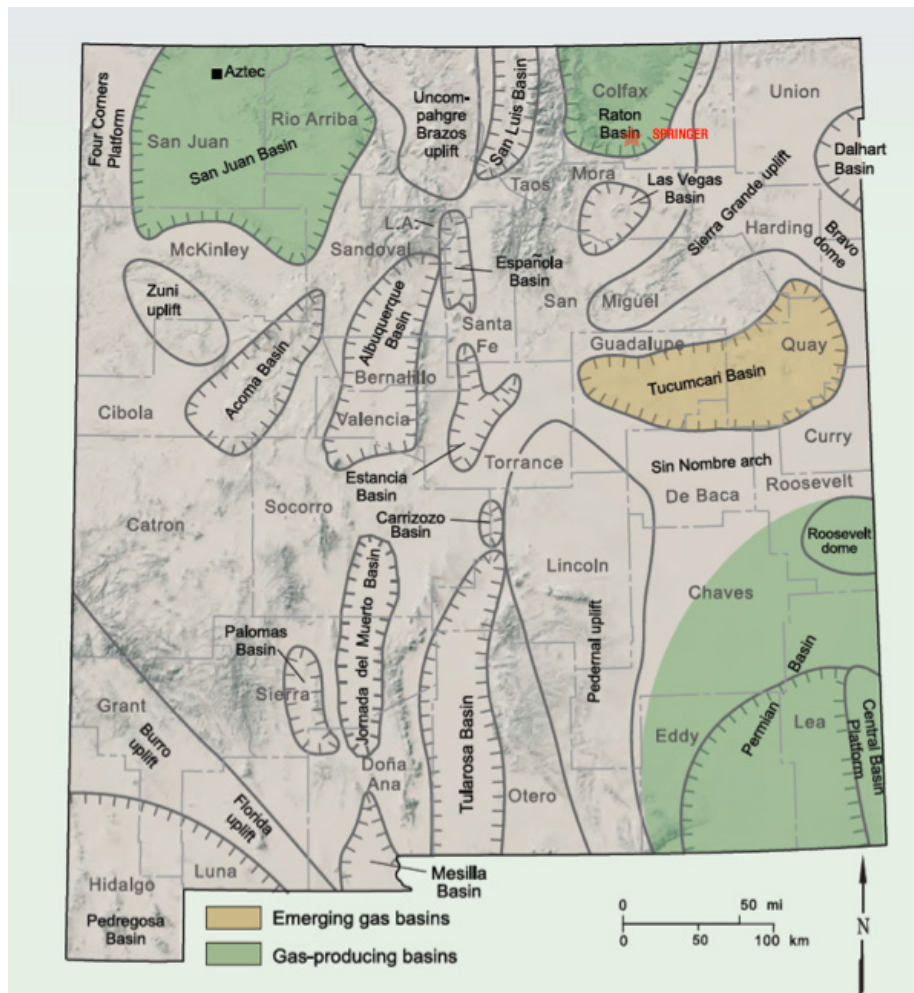 Four Corners
Platform
Aztec
San Juan
Rio Arriba
San Juan Basin
Uncom-
pahgre
Brazos
uplift
San Luis Basin
Colfax
Raton
Basin
SPRINGER
Union
Dalhart
Basin
Taos
Mora
Las Vegas
Basin
Sierra Grande uplift
Harding
Bravo
dome
McKinley
L.A.
Sandoval
Española
Basin
Zuni
uplift
Albuquerque
Basin
San
Miguel
Santa
Fe
Guadalupe
Quay
Acoma Basin
Bernalillo
Tucumcari Basin
Cibola
Valencia
Curry
Estancia
Basin
Torrance
Sin Nombre arch
De Baca
Roosevelt
Catron
Socorro
Carrizozo
Basin
Roosevelt
dome
Lincoln
Chaves
Palomas
Basin
Jornada del Muerto Basin
Pedernal uplift
Permian
Basin
Grant
Sierra
Burro
uplift
Tularosa Basin
Eddy
Lea
Central Basin
Platform
Doña
Ana
Otero
Florida
uplift
Luna
Hidalgo
Mesilla
Basin
Pedregosa
Basin
Emerging gas basins
Gas-producing basins
0 50 mi
0 50 100 km
N